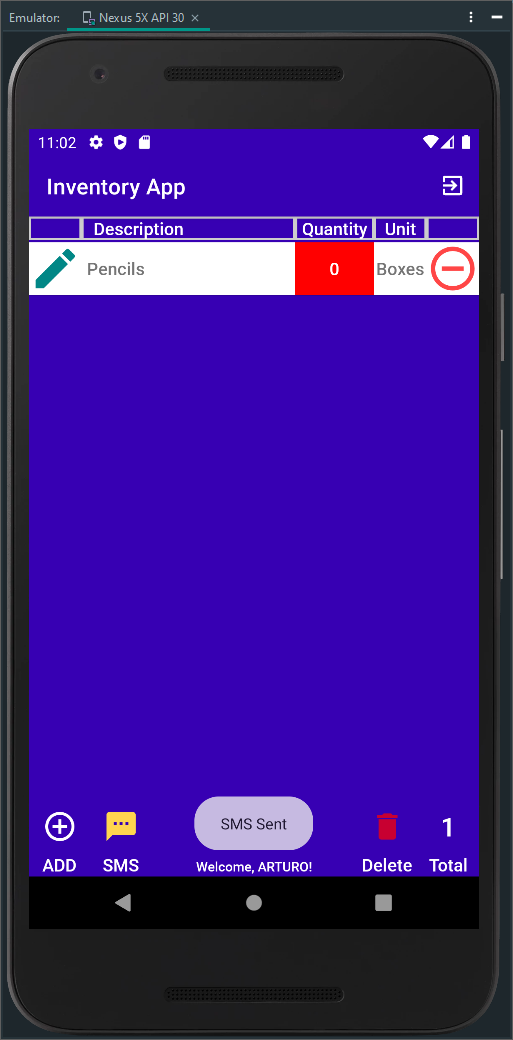 Emulator: Nexus 5X API 30
11:02
Inventory App
Description Quantity Unit
Pencils 0 Boxes
SMS Sent
1
ADD SMS Welcome, ARTURO! Delete Total